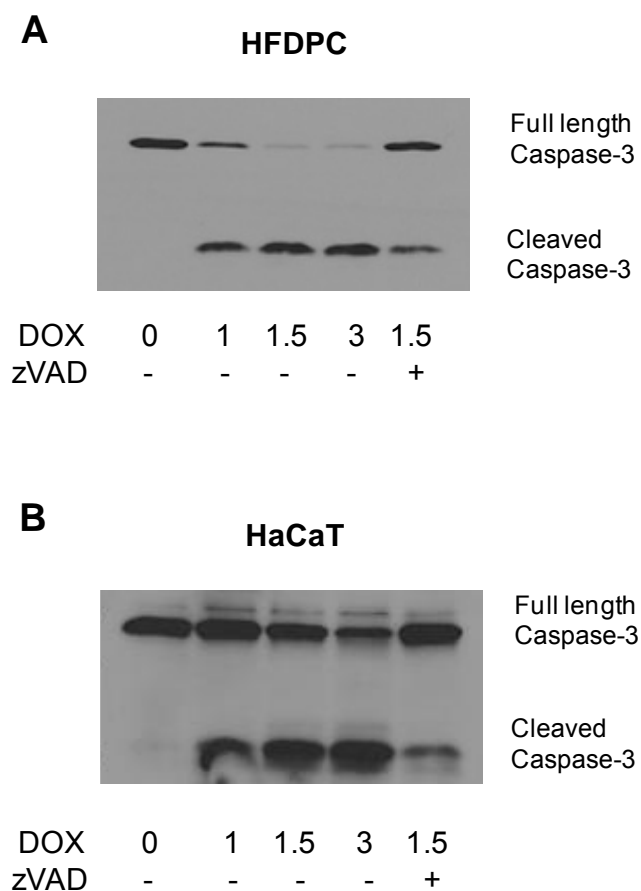 A
HFDPC
Full length
Caspase-3
Cleaved
Caspase-3
DOX 0 1 1.5 3 1.5
zVAD - - - - +
B
HaCaT
Full length
Caspase-3
Cleaved
Caspase-3
DOX 0 1 1.5 3 1.5
zVAD - - - - +